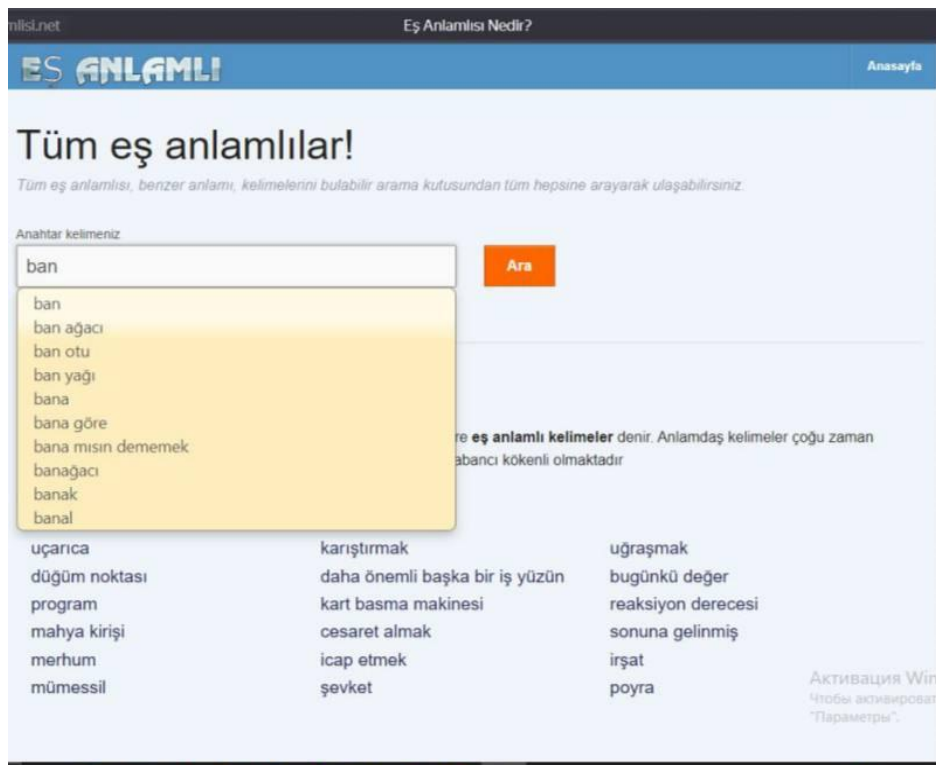 Eş Anlamlısı Nedir?
EŞ ANLAMLI
Anasayfa
Tüm eş anlamlılar!
Tüm eş anlamlısı, benzer anlamı, kelimelerini bulabilir arama kutusundan tüm hepsine arayarak ulaşabilirsiniz.
Anahtar kelimeniz
ban
Ara
ban
ban ağacı
ban otu
ban yağı
bana
bana göre
bana mısın dememek
banağacı
banak
banal
re eş anlamlı kelimeler denir. Anlamdaş kelimeler çoğu zaman
abancı kökenli olmaktadır
uçarıca karıştırmak uğraşmak
düğüm noktası daha önemli başka bir iş yüzün bugünkü değer
program kart basma makinesi reaksiyon derecesi
mahya kirişi cesaret almak sonuna gelinmiş
merhum icap etmek irşat
mümessil şevket poyra
Активация Win
Чтобы активироват
"Параметры".